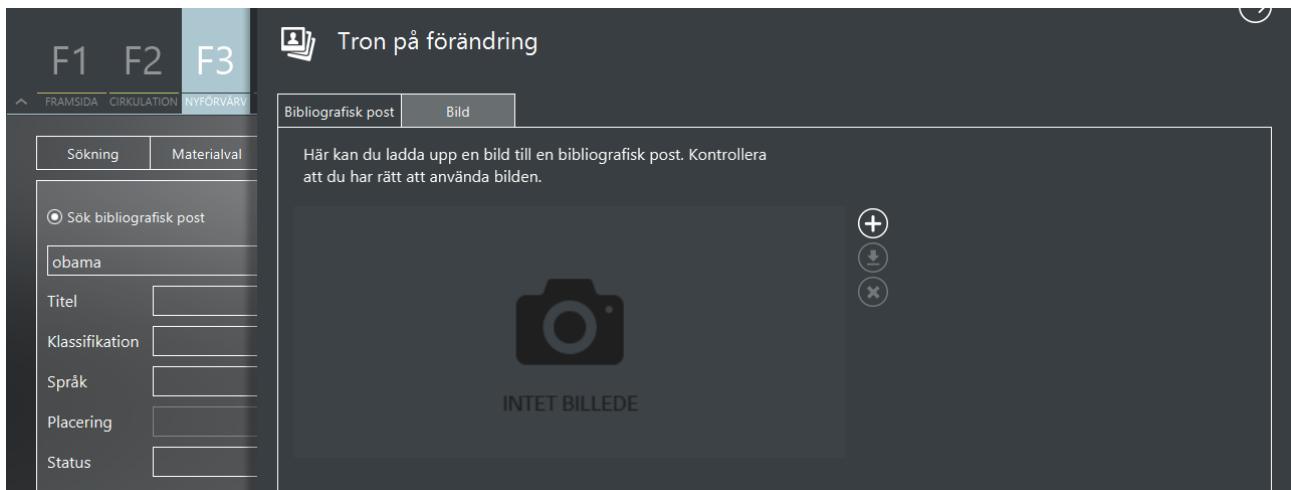 F1 F2 F3
FRAMSIDA CIRKULATION NYFÖRVÄRV
Sökning Materialval
Sök bibliografisk post
obama
Titel
Klassifikation
Språk
Placering
Status
Tron på förändring
Bibliografisk post Bild
Här kan du ladda upp en bild till en bibliografisk post. Kontrollera
att du har rätt att använda bilden.
INTET BILLEDE